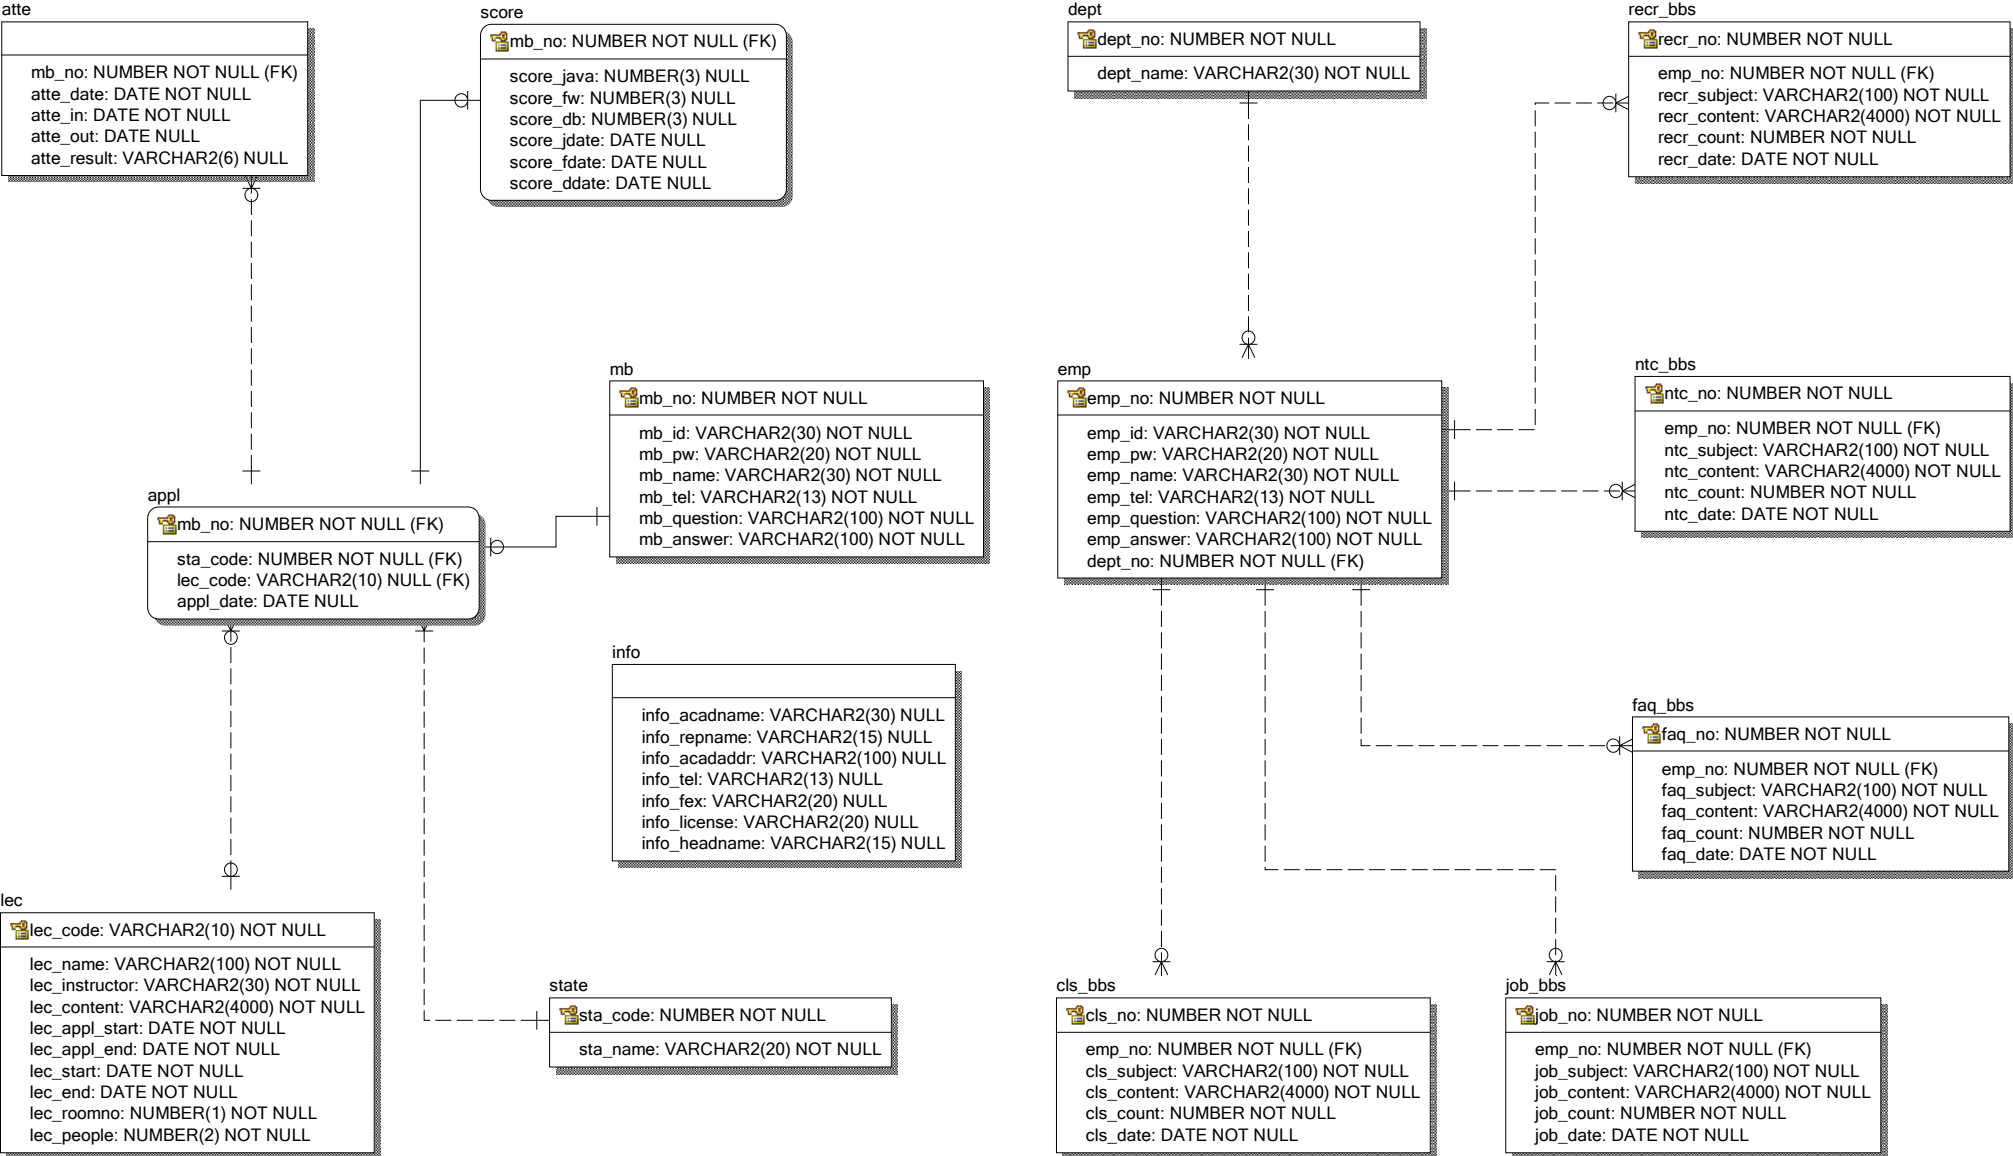 atte
mb_no: NUMBER NOT NULL (FK)
atte_date: DATE NOT NULL
atte_in: DATE NOT NULL
atte_out: DATE NULL
atte_result: VARCHAR2(6) NULL
score
mb_no: NUMBER NOT NULL (FK)
score_java: NUMBER(3) NULL
score_fw: NUMBER(3) NULL
score_db: NUMBER(3) NULL
score_jdate: DATE NULL
score_fdate: DATE NULL
score_ddate: DATE NULL
dept
dept_no: NUMBER NOT NULL
dept_name: VARCHAR2(30) NOT NULL
recr_bbs
recr_no: NUMBER NOT NULL
emp_no: NUMBER NOT NULL (FK)
recr_subject: VARCHAR2(100) NOT NULL
recr_content: VARCHAR2(4000) NOT NULL
recr_count: NUMBER NOT NULL
recr_date: DATE NOT NULL
mb
mb_no: NUMBER NOT NULL
mb_id: VARCHAR2(30) NOT NULL
mb_pw: VARCHAR2(20) NOT NULL
mb_name: VARCHAR2(30) NOT NULL
mb_tel: VARCHAR2(13) NOT NULL
mb_question: VARCHAR2(100) NOT NULL
mb_answer: VARCHAR2(100) NOT NULL
emp
emp_no: NUMBER NOT NULL
emp_id: VARCHAR2(30) NOT NULL
emp_pw: VARCHAR2(20) NOT NULL
emp_name: VARCHAR2(30) NOT NULL
emp_tel: VARCHAR2(13) NOT NULL
emp_question: VARCHAR2(100) NOT NULL
emp_answer: VARCHAR2(100) NOT NULL
dept_no: NUMBER NOT NULL (FK)
ntc_bbs
ntc_no: NUMBER NOT NULL
emp_no: NUMBER NOT NULL (FK)
ntc_subject: VARCHAR2(100) NOT NULL
ntc_content: VARCHAR2(4000) NOT NULL
ntc_count: NUMBER NOT NULL
ntc_date: DATE NOT NULL
appl
mb_no: NUMBER NOT NULL (FK)
sta_code: NUMBER NOT NULL (FK)
lec_code: VARCHAR2(10) NULL (FK)
appl_date: DATE NULL
info
info_acadname: VARCHAR2(30) NULL
info_repname: VARCHAR2(15) NULL
info_acadaddr: VARCHAR2(100) NULL
info_tel: VARCHAR2(13) NULL
info_fex: VARCHAR2(20) NULL
info_license: VARCHAR2(20) NULL
info_headname: VARCHAR2(15) NULL
faq_bbs
faq_no: NUMBER NOT NULL
emp_no: NUMBER NOT NULL (FK)
faq_subject: VARCHAR2(100) NOT NULL
faq_content: VARCHAR2(4000) NOT NULL
faq_count: NUMBER NOT NULL
faq_date: DATE NOT NULL
lec
lec_code: VARCHAR2(10) NOT NULL
lec_name: VARCHAR2(100) NOT NULL
lec_instructor: VARCHAR2(30) NOT NULL
lec_content: VARCHAR2(4000) NOT NULL
lec_appl_start: DATE NOT NULL
lec_appl_end: DATE NOT NULL
lec_start: DATE NOT NULL
lec_end: DATE NOT NULL
lec_roomno: NUMBER(1) NOT NULL
lec_people: NUMBER(2) NOT NULL
state
sta_code: NUMBER NOT NULL
sta_name: VARCHAR2(20) NOT NULL
cls_bbs
cls_no: NUMBER NOT NULL
emp_no: NUMBER NOT NULL (FK)
cls_subject: VARCHAR2(100) NOT NULL
cls_content: VARCHAR2(4000) NOT NULL
cls_count: NUMBER NOT NULL
cls_date: DATE NOT NULL
job_bbs
job_no: NUMBER NOT NULL
emp_no: NUMBER NOT NULL (FK)
job_subject: VARCHAR2(100) NOT NULL
job_content: VARCHAR2(4000) NOT NULL
job_count: NUMBER NOT NULL
job_date: DATE NOT NULL